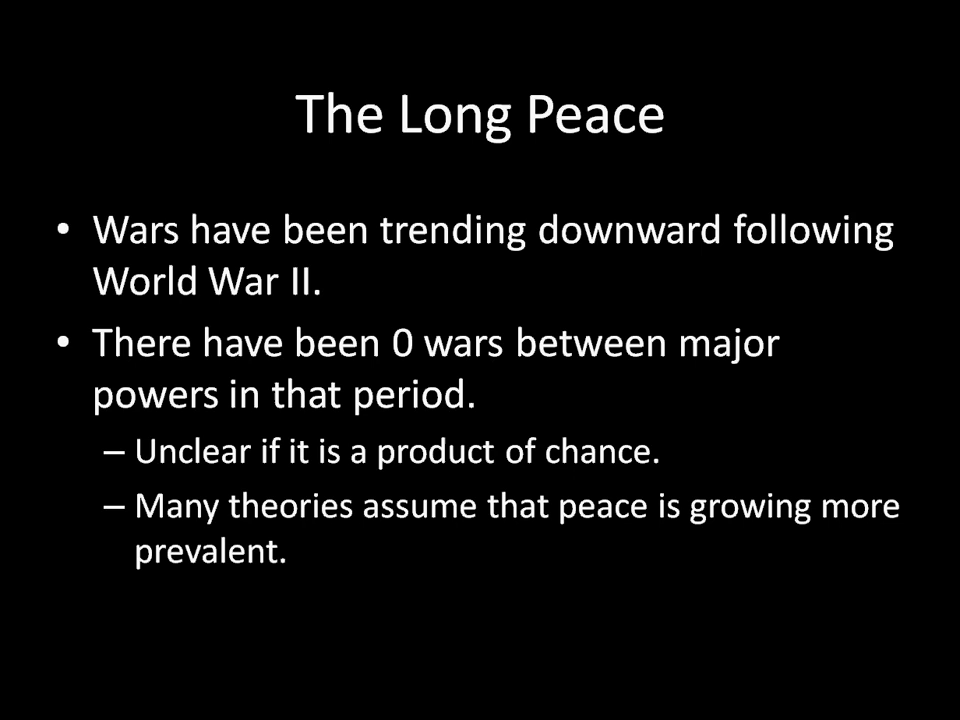 The Long Peace
• Wars have been trending downward following
World War II.
• There have been 0 wars between major
powers in that period.
– Unclear if it is a product of chance.
– Many theories assume that peace is growing more
prevalent.